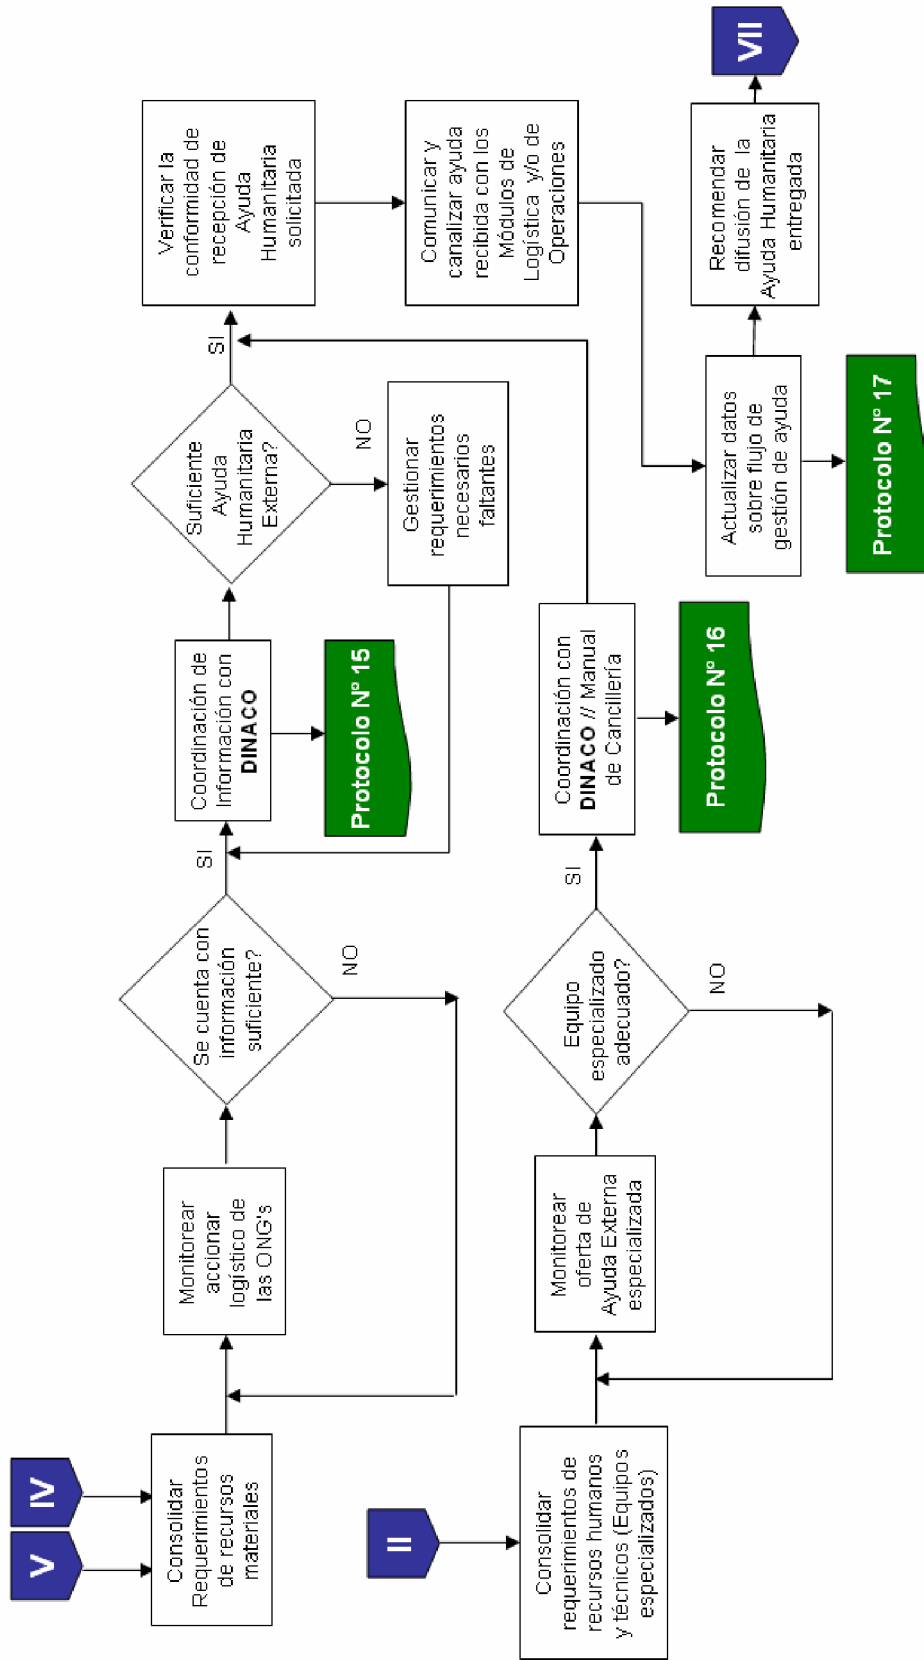 V
IV
Consolidar
Requerimientos
de recursos
materiales
Monitorear
accionar
logístico de
las ONG's
Se cuenta con
información
suficiente?
SI
NO
Coordinación de
Información con
DINACO
Protocolo N° 15
Suficiente
Ayuda
Humanitaria
Externa?
SI
NO
Gestionar
requerimientos
necesarios
faltantes
Verificar la
conformidad de
recepción de
Ayuda
Humanitaria
solicitada
Comunicar y
canalizar ayuda
recibida con los
Módulos de
Logística y/o de
Operaciones
II
Consolidar
requerimientos de
recursos humanos
y técnicos (Equipos
especializados)
Monitorear
oferta de
Ayuda Externa
especializada
Equipo
especializado
adecuado?
SI
NO
Coordinación con
DINACO // Manual
de Cancillería
Protocolo N° 16
Actualizar datos
sobre flujo de
gestión de ayuda
Protocolo N° 17
Recomendar
difusión de la
Ayuda Humanitaria
entregada
VII